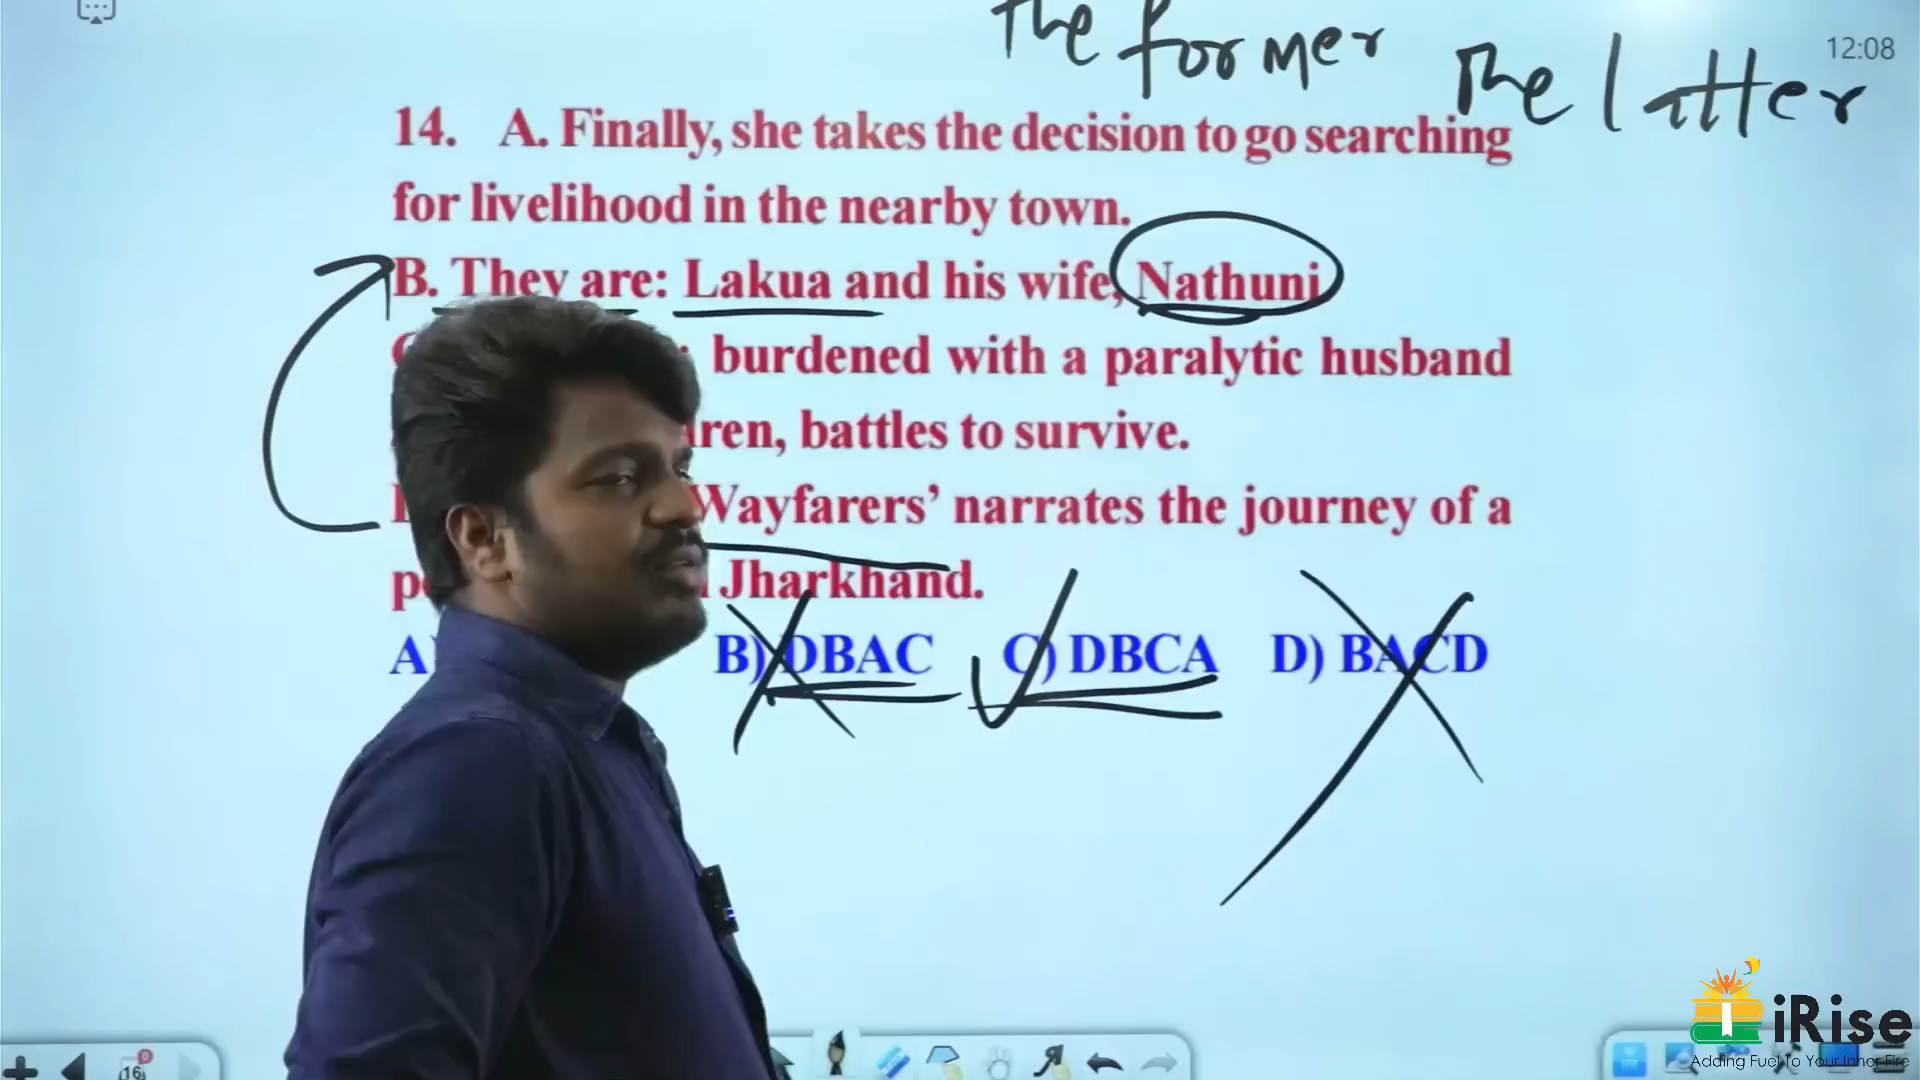 the former
12:08
The latter
14. A. Finally, she takes the decision to go searching
for livelihood in the nearby town.
B. They are: Lakua and his wife, Nathuni
burdened with a paralytic husband
battles to survive.
Wayfarers’ narrates the journey of a
Jharkhand.
A) B) DBAC C) DBCA D) BACD
16
0
iRise
Adding Fuel To Your Inner Fire